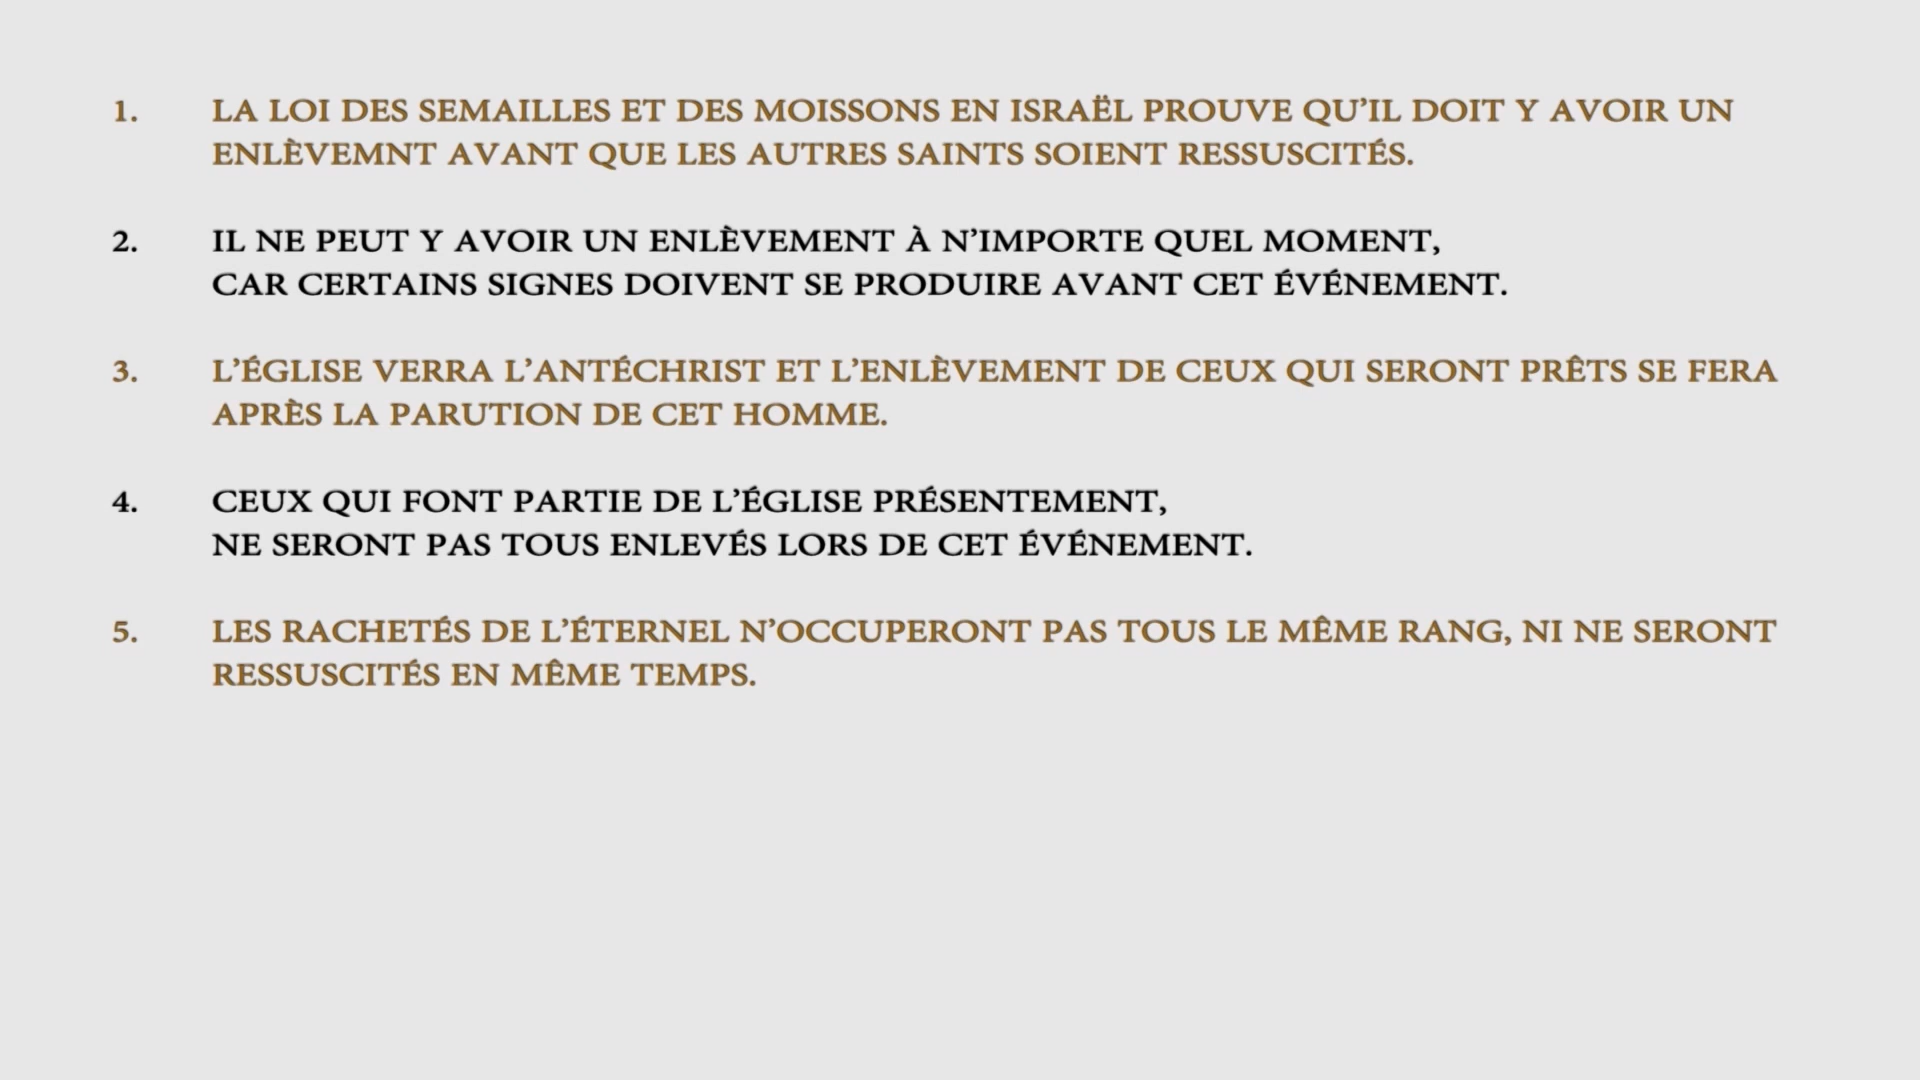 1. LA LOI DES SEMAILLES ET DES MOISSONS EN ISRAËL PROUVE QU’IL DOIT Y AVOIR UN
ENLÈVEMNT AVANT QUE LES AUTRES SAINTS SOIENT RESSUSCITÉS.
2. IL NE PEUT Y AVOIR UN ENLÈVEMENT À N’IMPORTE QUEL MOMENT,
CAR CERTAINS SIGNES DOIVENT SE PRODUIRE AVANT CET ÉVÉNEMENT.
3. L’ÉGLISE VERRA L’ANTÉCHRIST ET L’ENLÈVEMENT DE CEUX QUI SERONT PRÊTS SE FERA
APRÈS LA PARUTION DE CET HOMME.
4. CEUX QUI FONT PARTIE DE L’ÉGLISE PRÉSENTEMENT,
NE SERONT PAS TOUS ENLEVÉS LORS DE CET ÉVÉNEMENT.
5. LES RACHETÉS DE L’ÉTERNEL N’OCCUPERONT PAS TOUS LE MÊME RANG, NI NE SERONT
RESSUSCITÉS EN MÊME TEMPS.